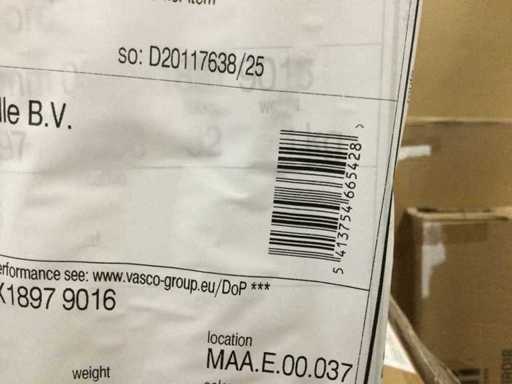 so: D20117638/25
lle B.V.
5 413754 665428 >
erformance see: www.vasco-group.eu/DoP ***
X1897 9016
location
weight
MAA.E.00.037